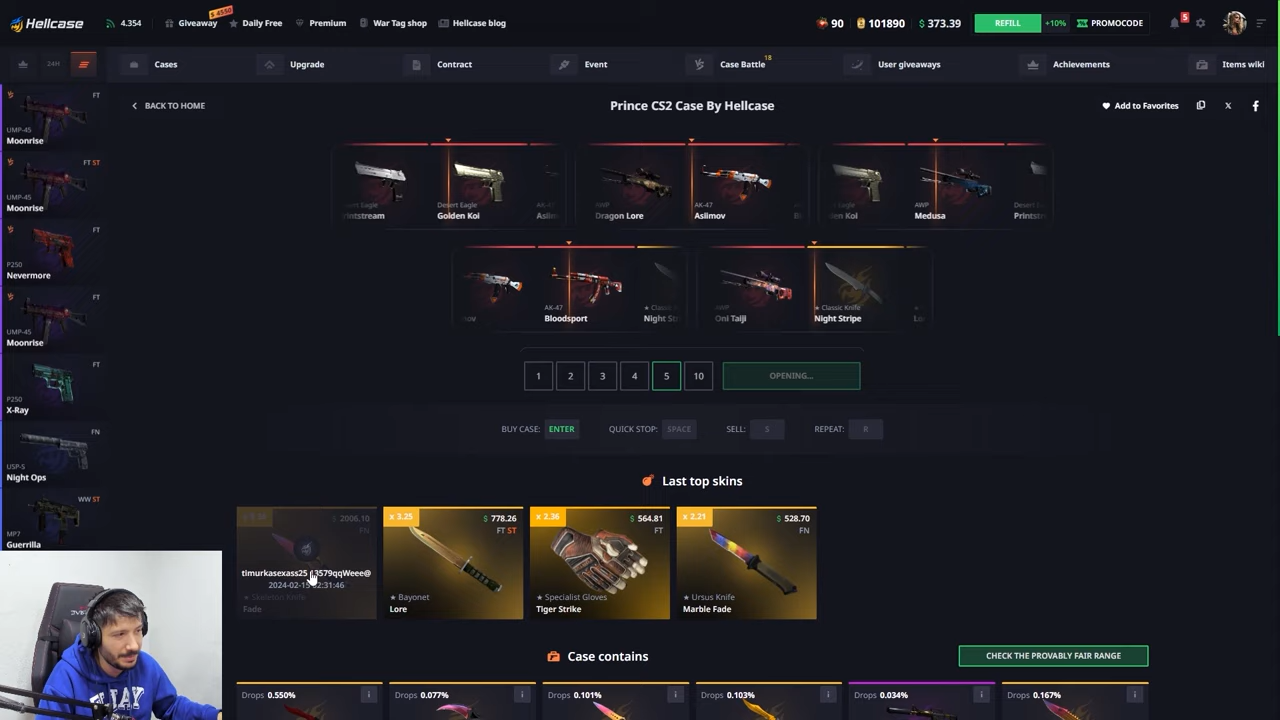 Hellcase
4.354
Giveaway
$ 4550
Daily Free
Premium
War Tag shop
Hellcase blog
90
101890
$ 373.39
REFILL
+10%
PROMOCODE
5
24H
Cases
Upgrade
Contract
Event
Case Battle
18
User giveaways
Achievements
Items wiki
BACK TO HOME
Prince CS2 Case By Hellcase
Add to Favorites
FT
UMP-45
Moonrise
FT ST
UMP-45
Moonrise
FT
P250
Nevermore
FT
UMP-45
Moonrise
FT
P250
X-Ray
FN
USP-S
Night Ops
WW ST
MP7
Guerrilla
Desert Eagle
Golden Koi
Dragon Lore
AK-47
Asiimov
AWP
Medusa
AK-47
Bloodsport
Oni Taiji
★ Classic Knife
Night Stripe
1
2
3
4
5
10
OPENING...
BUY CASE: ENTER
QUICK STOP: SPACE
SELL: S
REPEAT: R
Last top skins
$ 2006.10
FN
★ Skeleton Knife
Fade
x 3.25
$ 778.26
FT ST
★ Bayonet
Lore
x 2.36
$ 564.81
FT
★ Specialist Gloves
Tiger Strike
x 2.21
$ 528.70
FN
★ Ursus Knife
Marble Fade
Case contains
CHECK THE PROVABLY FAIR RANGE
Drops 0.550%
Drops 0.077%
Drops 0.101%
Drops 0.103%
Drops 0.034%
Drops 0.167%